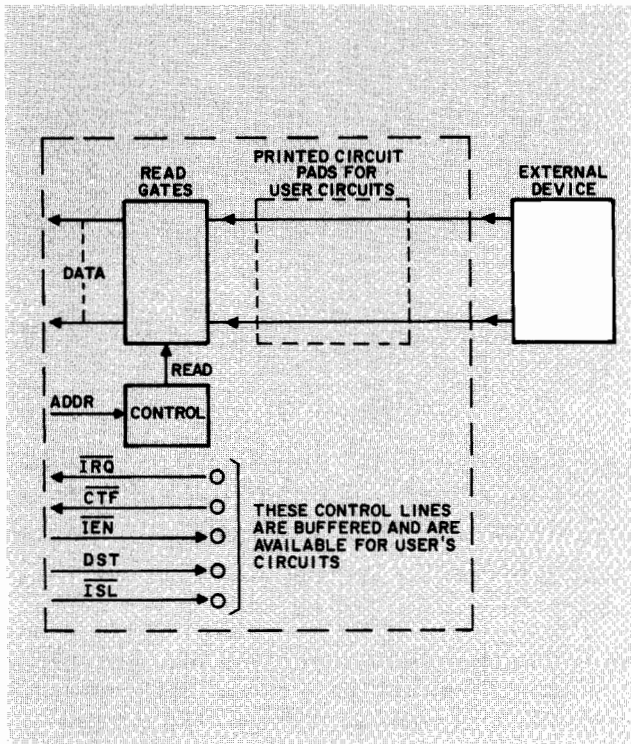 PRINTED CIRCUIT
PADS FOR
USER CIRCUITS
READ
GATES
EXTERNAL
DEVICE
DATA
READ
ADDR
CONTROL
IRQ
CTF
IEN
DST
ISL
THESE CONTROL LINES
ARE BUFFERED AND ARE
AVAILABLE FOR USER'S
CIRCUITS